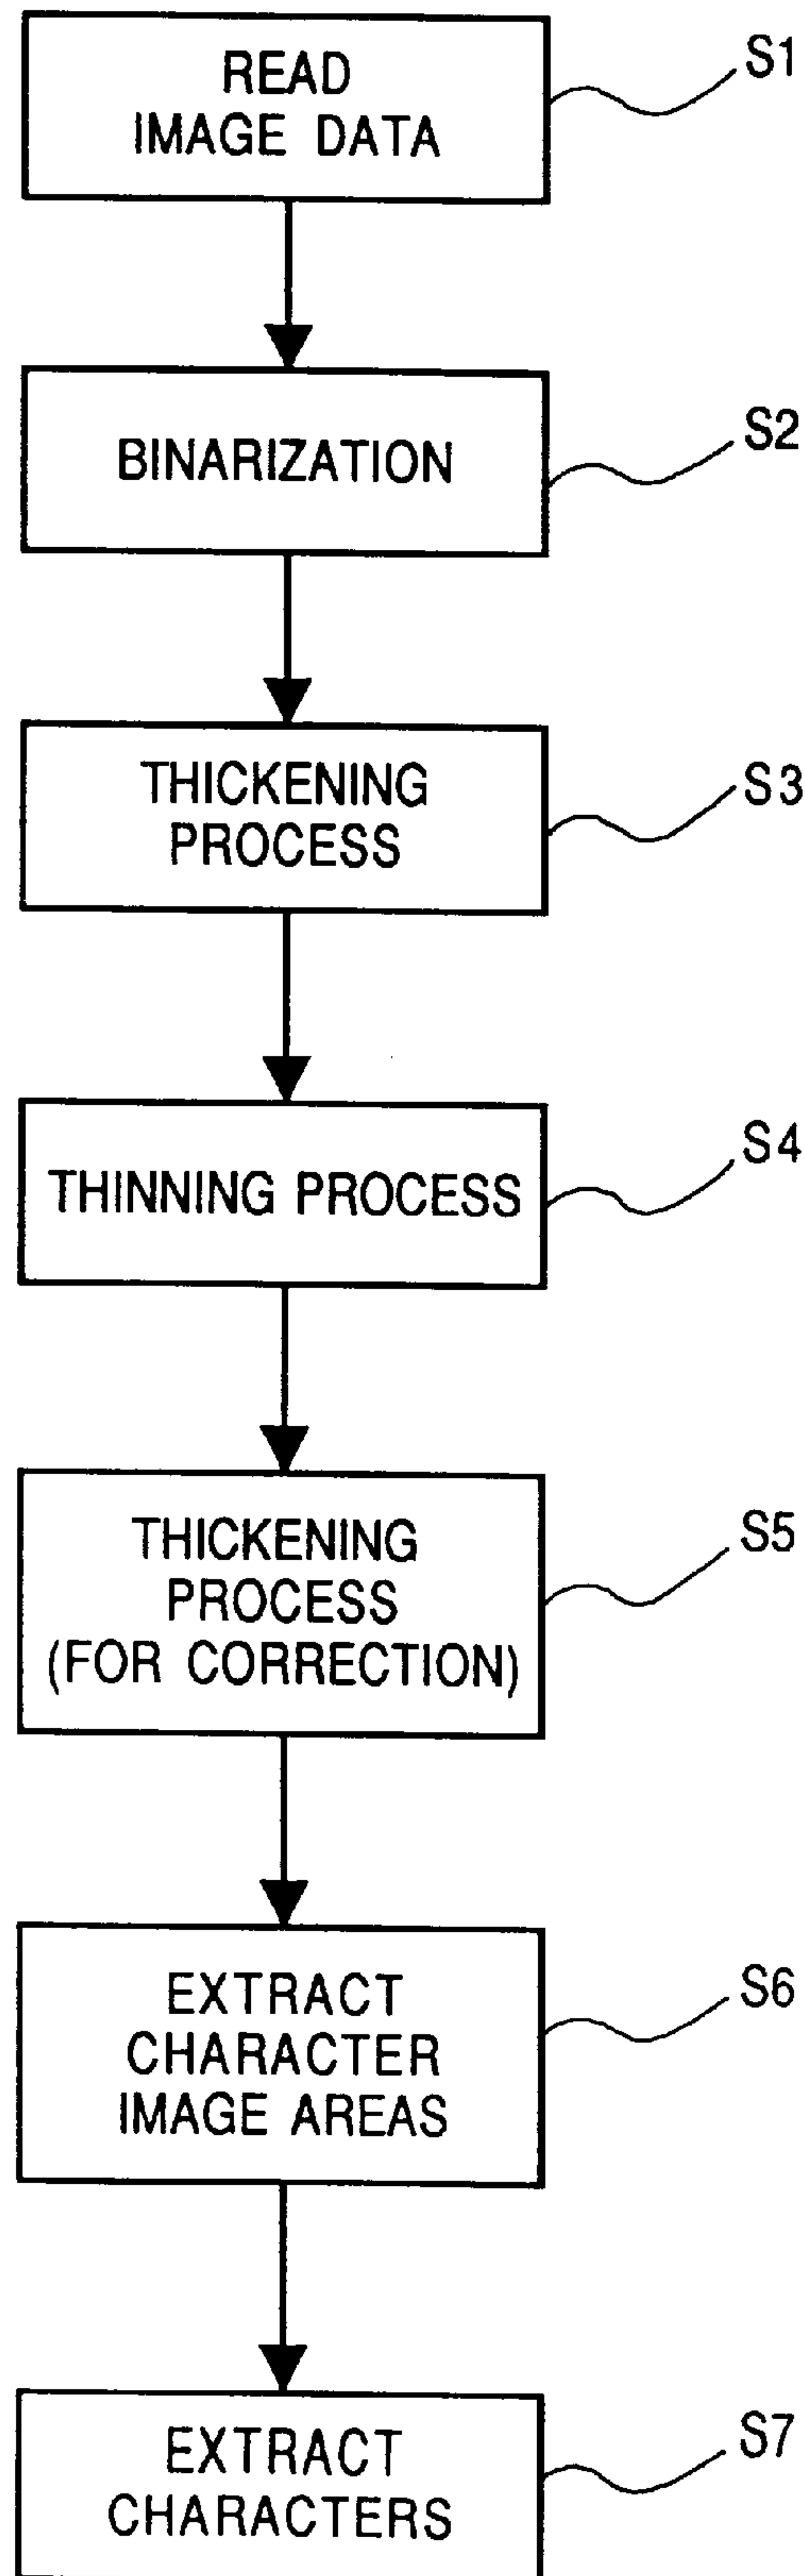 READ
IMAGE DATA
S1
BINARIZATION
S2
THICKENING
PROCESS
S3
THINNING PROCESS
S4
THICKENING
PROCESS
(FOR CORRECTION)
S5
EXTRACT
CHARACTER
IMAGE AREAS
S6
EXTRACT
CHARACTERS
S7